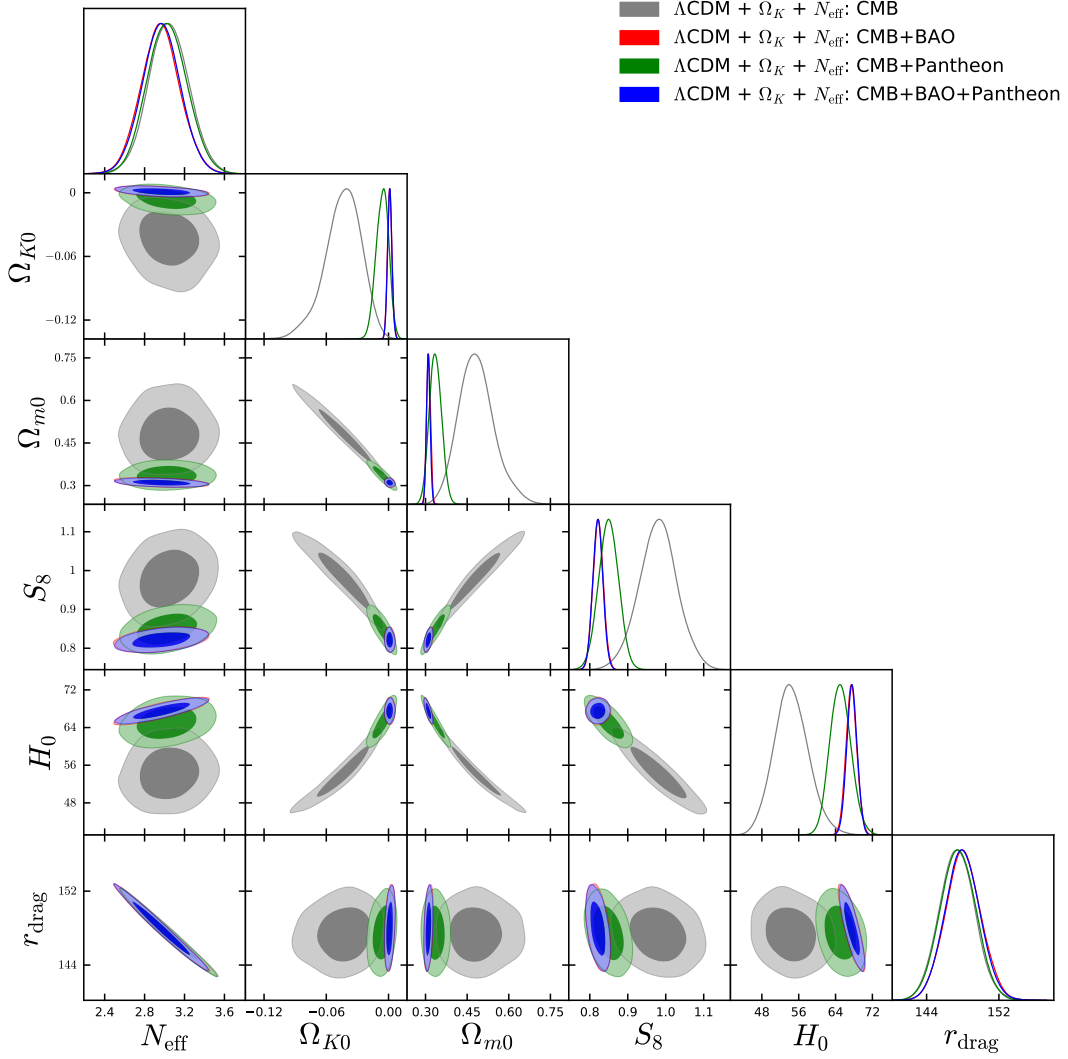 ΛCDM + Ω_K + N_eff: CMB
ΛCDM + Ω_K + N_eff: CMB+BAO
ΛCDM + Ω_K + N_eff: CMB+Pantheon
ΛCDM + Ω_K + N_eff: CMB+BAO+Pantheon
0
−0.06
−0.12
Ω_K0
0.75
0.6
0.45
0.3
Ω_m0
1.1
1
0.9
0.8
S_8
72
64
56
48
H_0
152
144
r_drag
2.4 2.8 3.2 3.6
−0.12 −0.06 0.00
0.30 0.45 0.60 0.75
0.8 0.9 1.0 1.1
48 56 64 72
144 152
N_eff Ω_K0 Ω_m0 S_8 H_0 r_drag